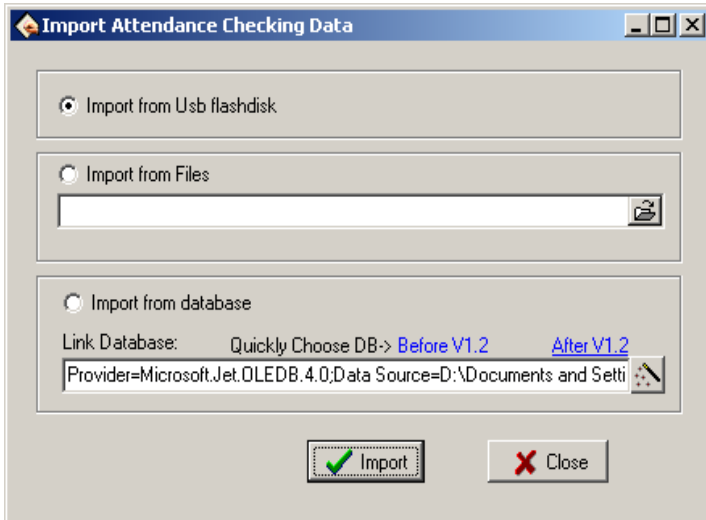 Import Attendance Checking Data
Import from Usb flashdisk
Import from Files
Import from database
Link Database: Quickly Choose DB-> Before V1.2 After V1.2
Provider=Microsoft.Jet.OLEDB.4.0;Data Source=D:\Documents and Setti
Import Close